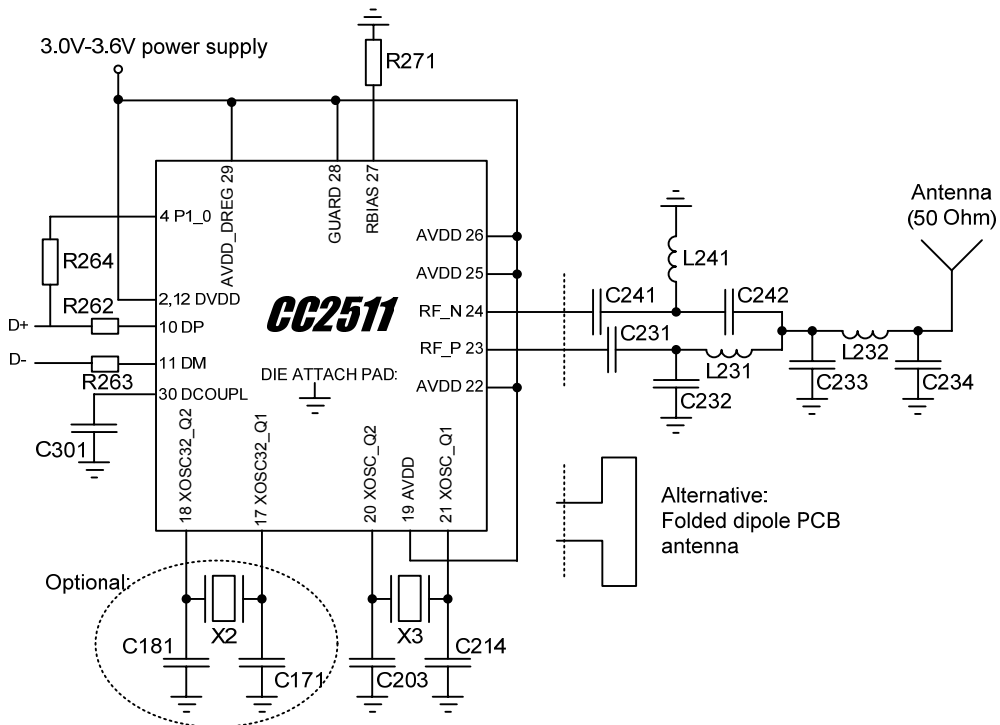 3.0V-3.6V power supply
R271
AVDD_DREG 29
GUARD 28
RBIAS 27
4 P1_0
R264
R262
2,12 DVDD
D+
10 DP
D-
11 DM
R263
30 DCOUPL
C301
CC2511
DIE ATTACH PAD:
AVDD 26
AVDD 25
RF_N 24
RF_P 23
AVDD 22
18 XOSC32_Q2
17 XOSC32_Q1
20 XOSC_Q2
19 AVDD
21 XOSC_Q1
L241
C241
C242
C231
L231
C232
C233
L232
C234
Antenna
(50 Ohm)
Alternative:
Folded dipole PCB
antenna
Optional:
X2
C181
C171
X3
C203
C214